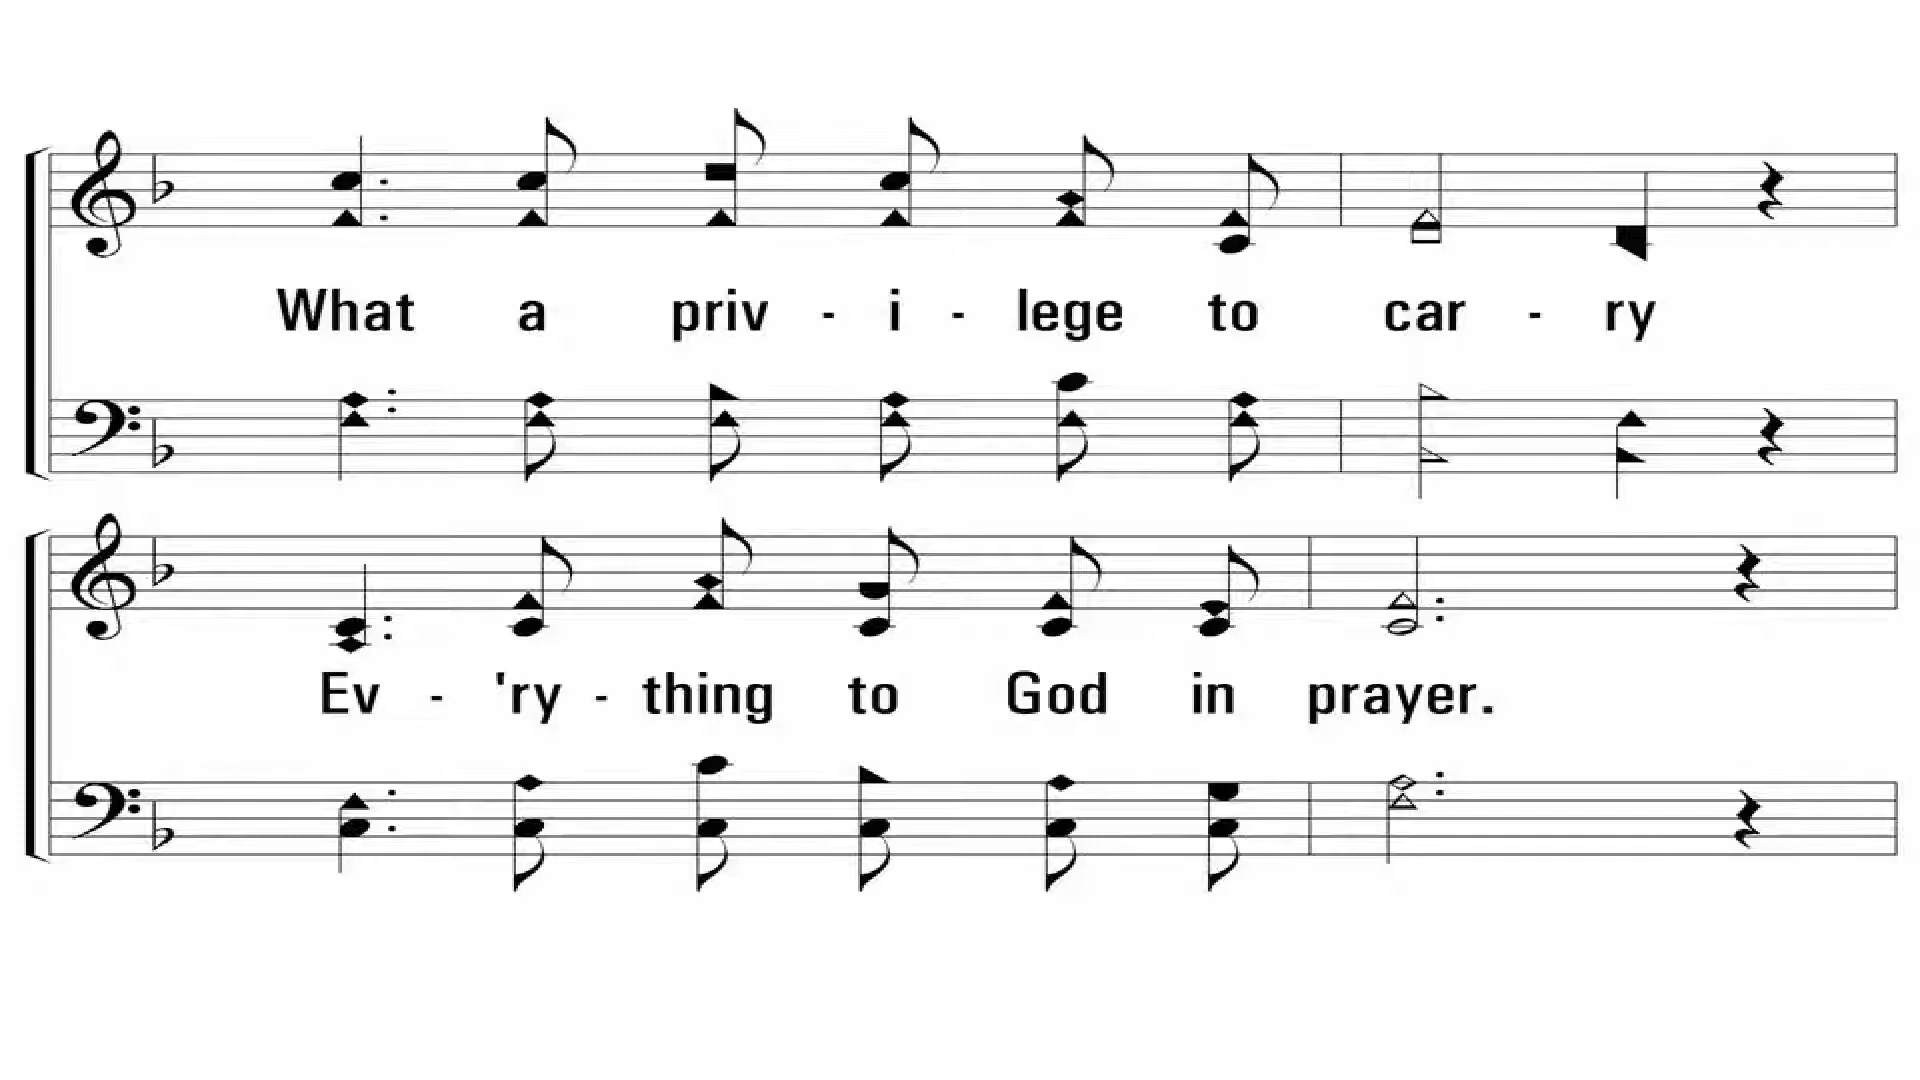 What a priv - i - lege to car - ry
Ev - 'ry - thing to God in prayer.